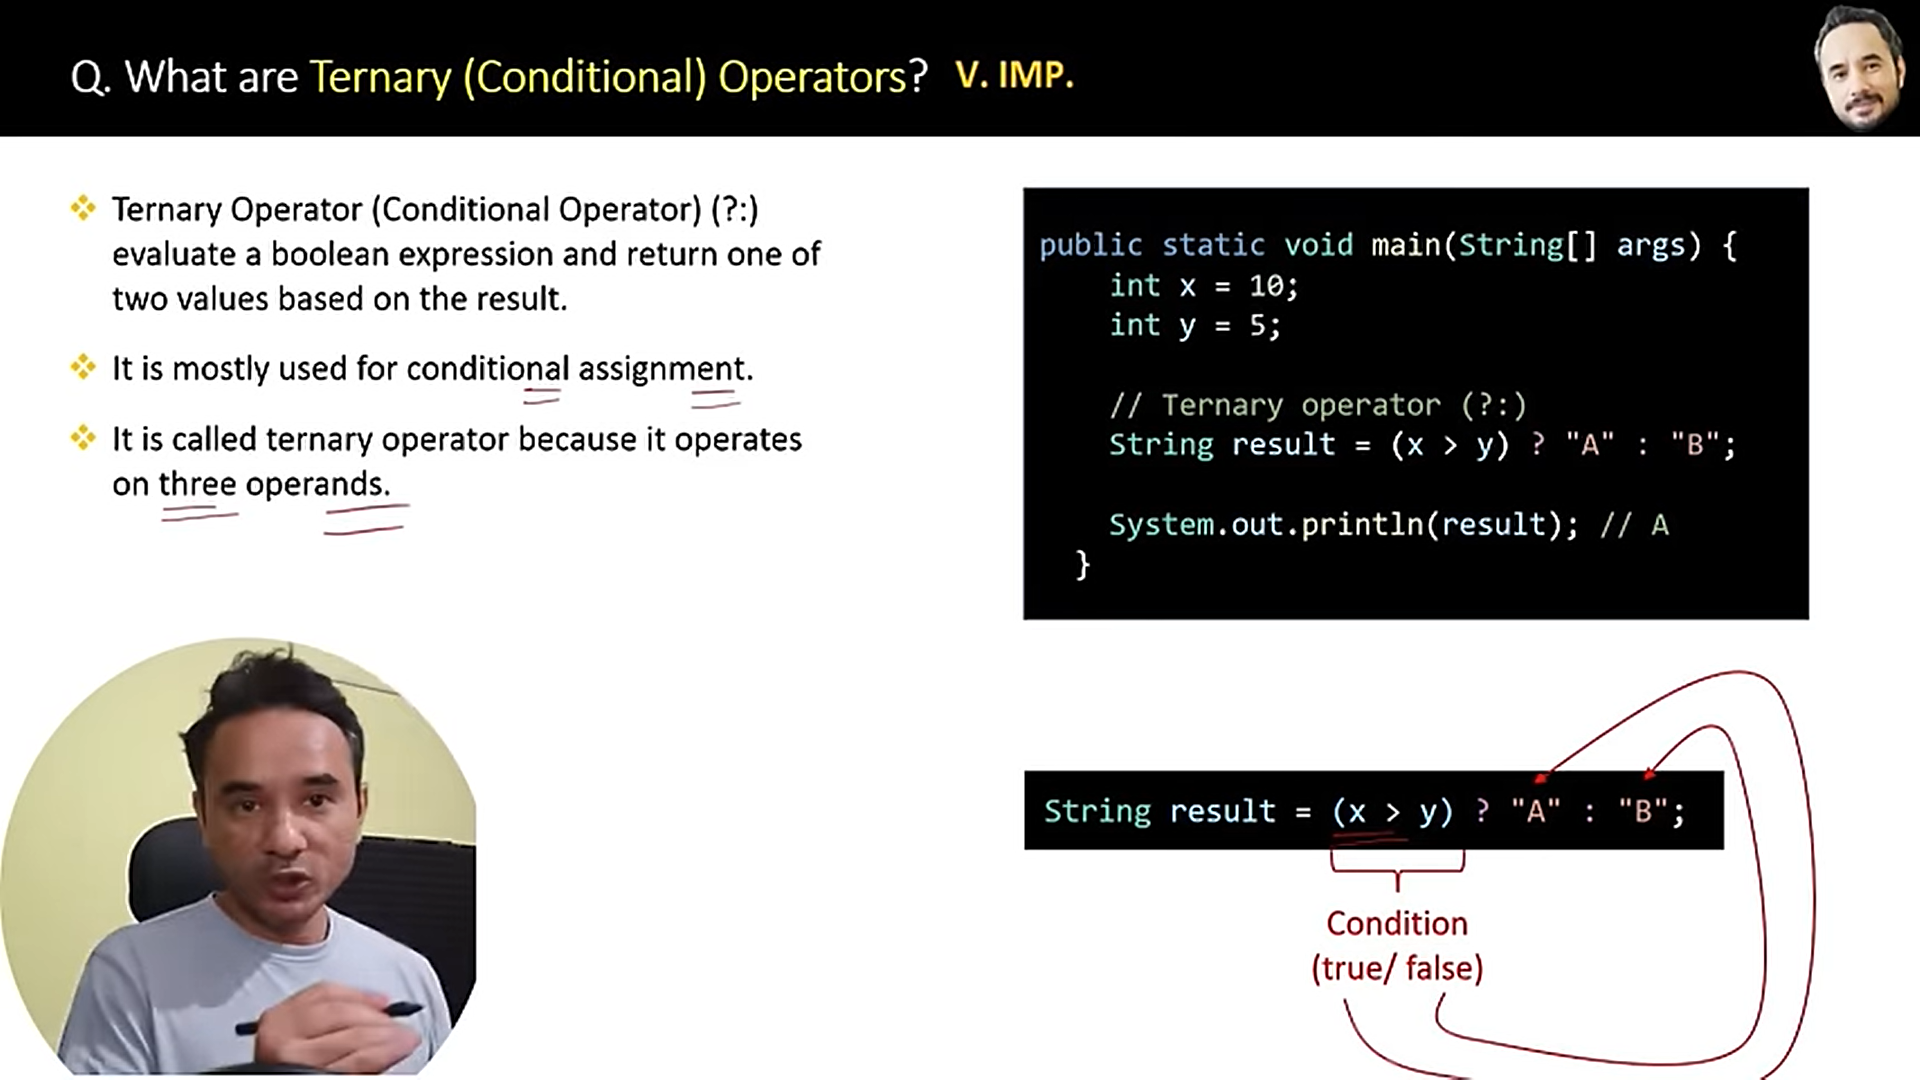 Q. What are Ternary (Conditional) Operators? V. IMP.
Ternary Operator (Conditional Operator) (?:)
evaluate a boolean expression and return one of
two values based on the result.
It is mostly used for conditional assignment.
It is called ternary operator because it operates
on three operands.
public static void main(String[] args) {
int x = 10;
int y = 5;
// Ternary operator (?:)
String result = (x > y) ? "A" : "B";
System.out.println(result); // A
}
String result = (x > y) ? "A" : "B";
Condition
(true/ false)